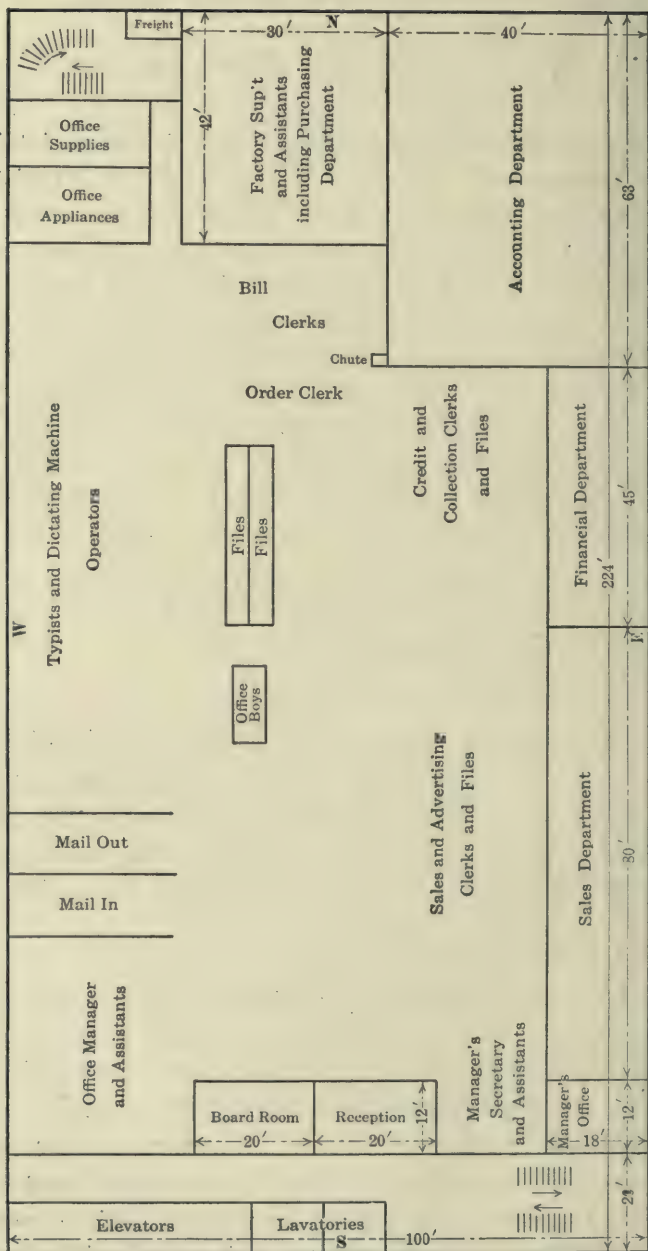 Freight
30'
N
40'
42'
Factory Sup't
and Assistants
including Purchasing
Department
Accounting Department
63'
Office
Supplies
Office
Appliances
Bill
Clerks
Chute
Order Clerk
Credit and
Collection Clerks
and Files
Financial Department
45'
224'
Typists and Dictating Machine
Operators
W
Files
Files
E
Office
Boys
Sales and Advertising
Clerks and Files
Sales Department
80'
Mail Out
Mail In
Office Manager
and Assistants
Board Room
20'
Reception
20'
12'
Manager's
Secretary
and Assistants
Manager's
Office
18'
12'
24'
Elevators
Lavatories
S
100'